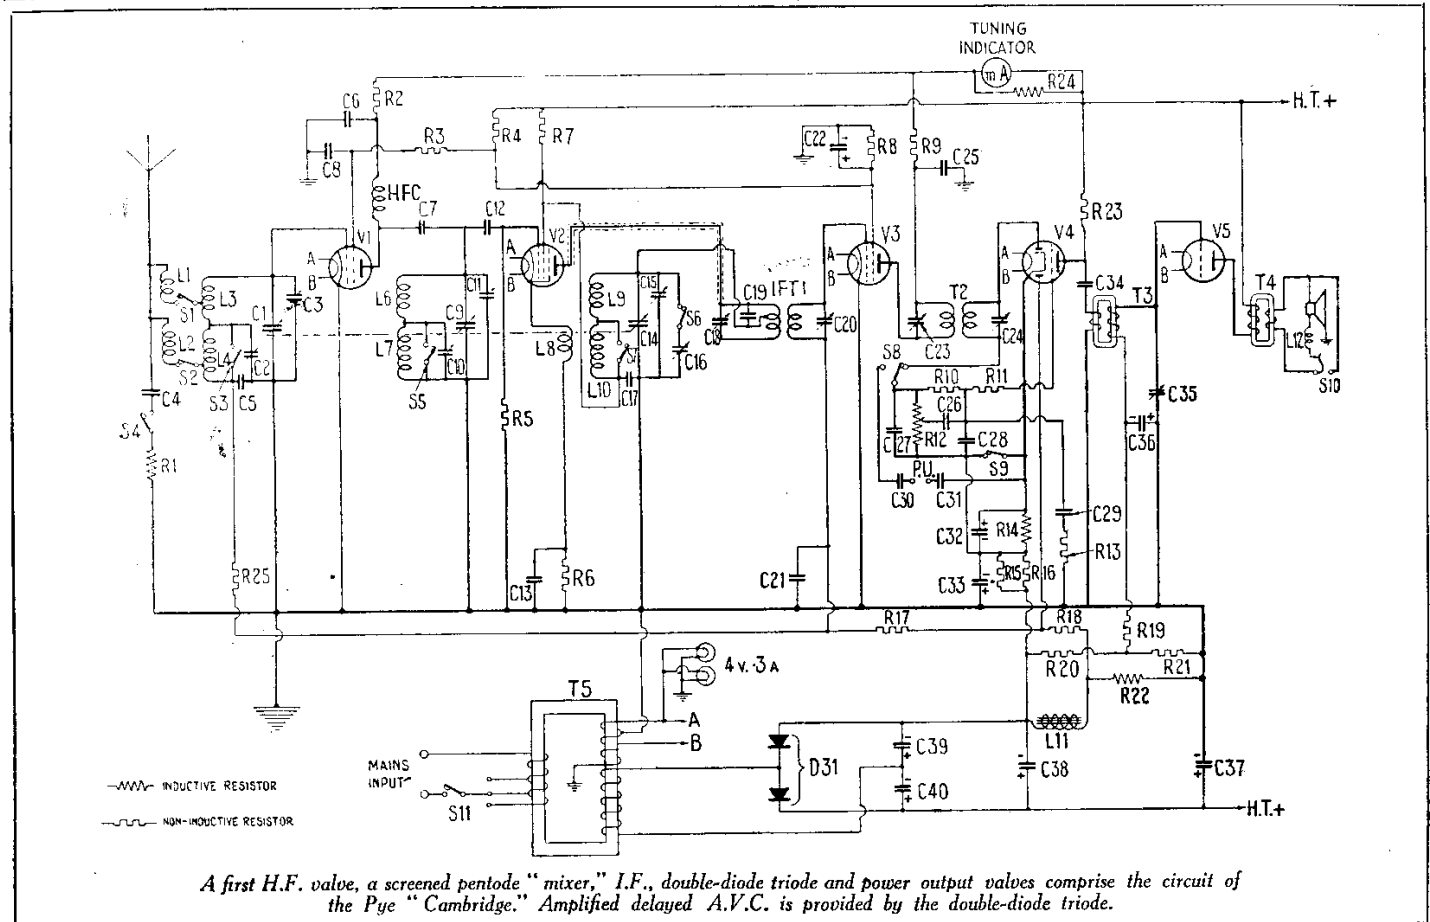 TUNING
INDICATOR
mA
R24
H.T.+
C6
R2
C8
R3
R4
R7
C22
R8
R9
C25
HFC
C7
C12
R23
V1
V2
V3
V4
V5
A
B
A
B
A
B
A
B
A
B
L1
S1
L3
C1
C3
L6
C11
L9
C15
C19
IFT1
T2
C34
T3
T4
L2
S2
L4
C2
S3
C5
L7
C9
C10
S5
L8
L10
S7
C17
C14
S6
C16
C18
C20
C23
C24
L12
S10
C4
S4
R1
R5
S8
R10
R11
C26
C27
R12
C28
S9
P.U.
C30
C31
C35
C36
C32
R14
C29
R13
R25
C13
R6
C21
C33
R15
R16
R17
R18
R19
R20
R21
R22
4 v. ·3 A
T5
A
B
L11
MAINS
INPUT
S11
D31
C39
C40
C38
C37
H.T.+
INDUCTIVE RESISTOR
NON-INDUCTIVE RESISTOR
A first H.F. valve, a screened pentode " mixer," I.F., double-diode triode and power output valves comprise the circuit of
the Pye " Cambridge." Amplified delayed A.V.C. is provided by the double-diode triode.